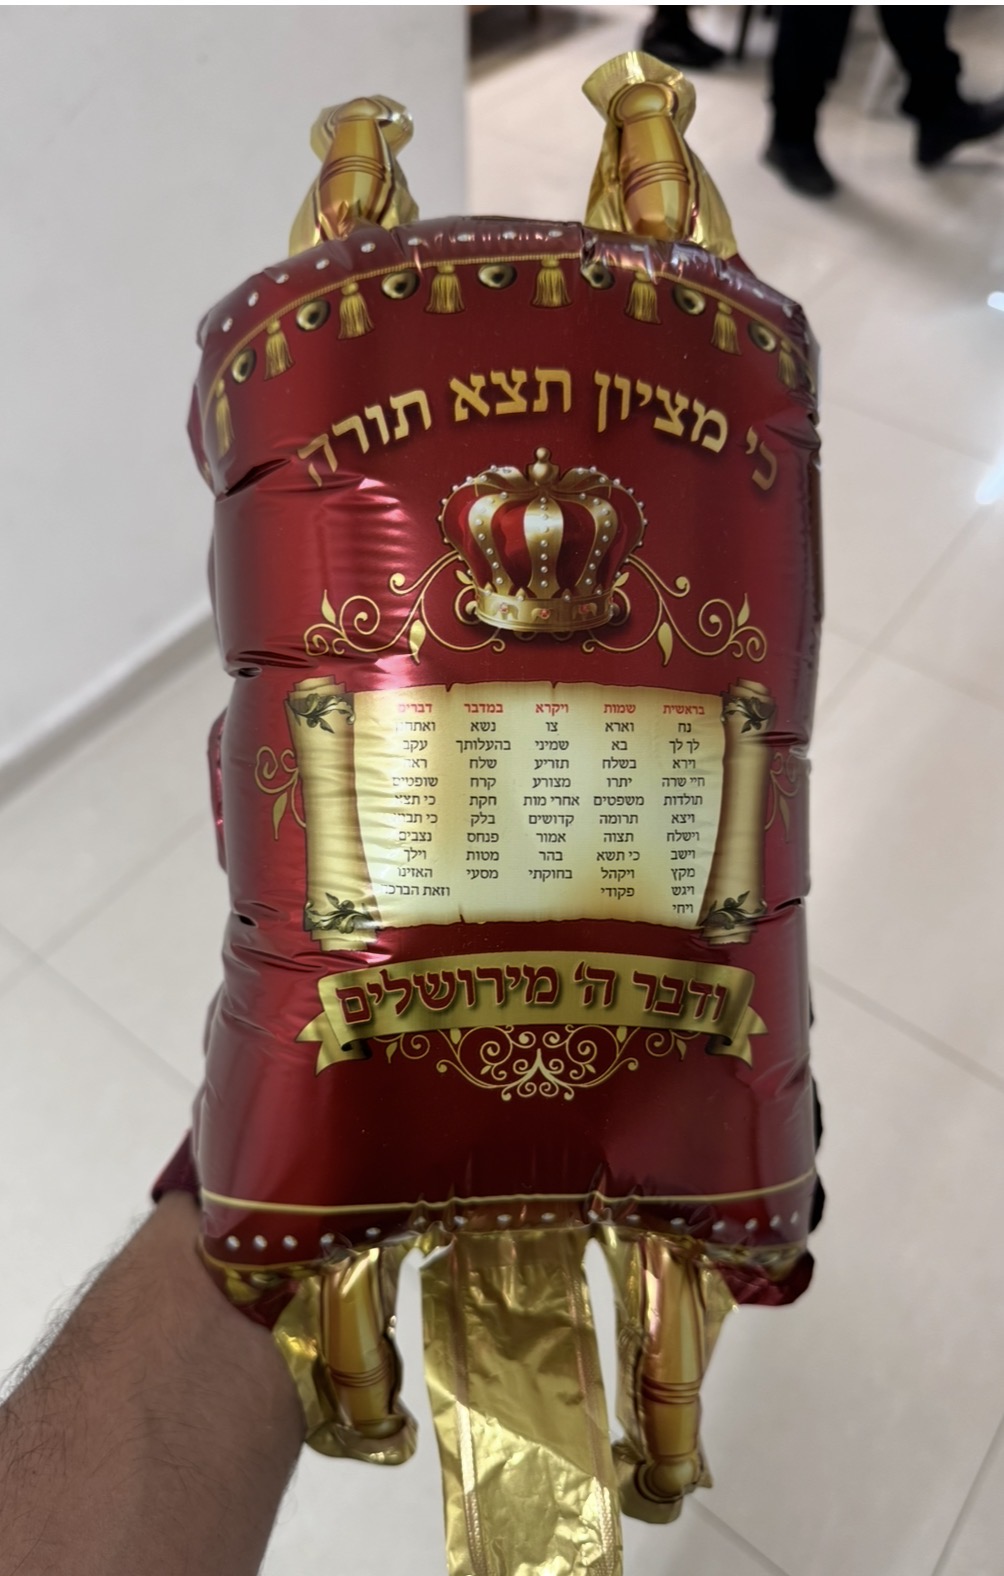 כי מציון תצא תורה
בראשית שמות ויקרא במדבר דברים
נח וארא צו נשא
לך לך בא שמיני בהעלותך עקב
וירא בשלח תזריע שלח ראה
חיי שרה יתרו מצורע קרח שופטים
תולדות משפטים אחרי מות חקת כי תצא
ויצא תרומה קדושים בלק כי
וישלח תצוה אמור פנחס נצבים
וישב כי תשא בהר מטות וילך
מקץ ויקהל בחוקתי מסעי האזינו
ויגש פקודי וזאת הברכה
ויחי
ודבר ה' מירושלים